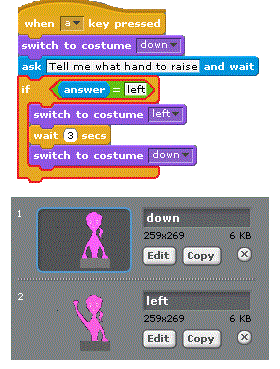 when a key pressed
switch to costume down
ask Tell me what hand to raise and wait
if answer = left
switch to costume left
wait 3 secs
switch to costume down
1
down
259x269 6 KB
Edit Copy
2
left
259x269 6 KB
Edit Copy